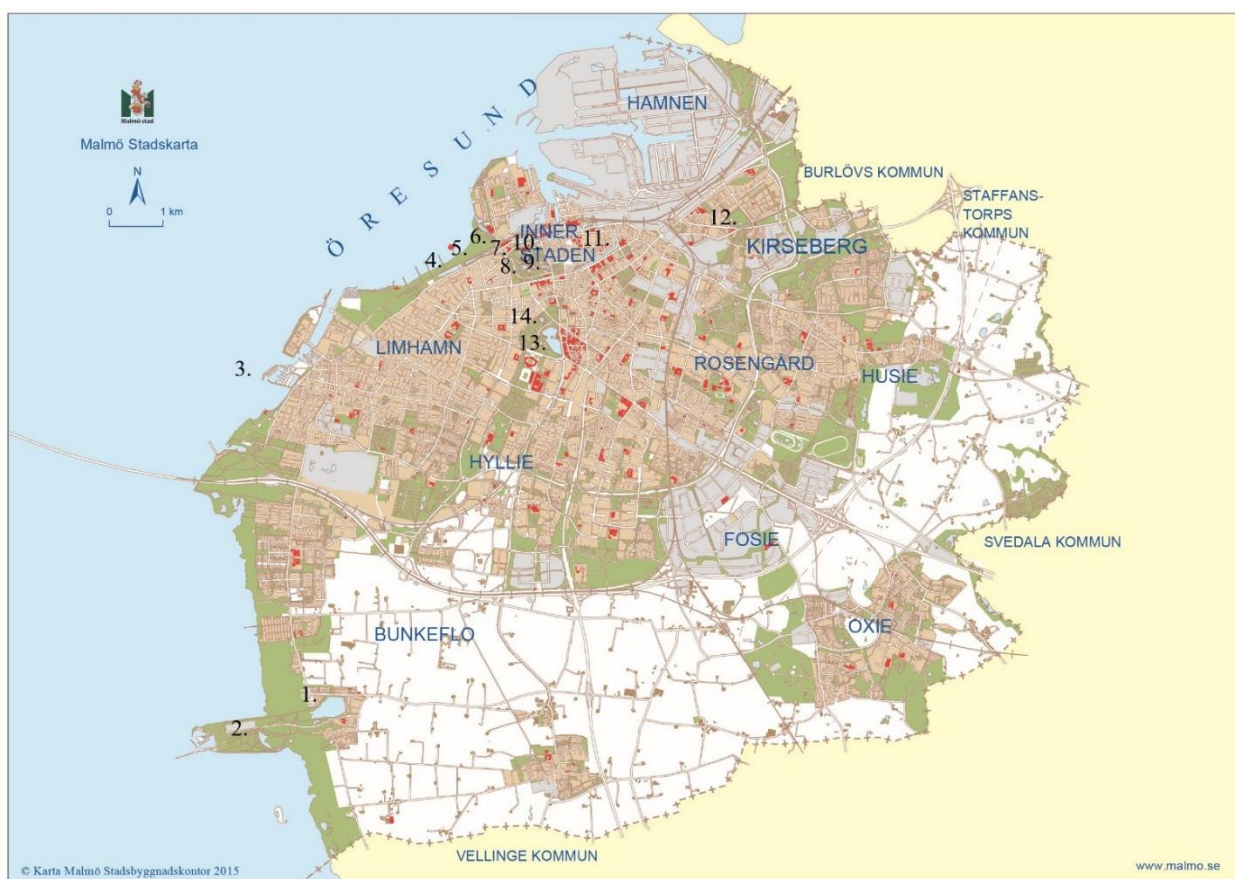 Malmö stad
Malmö Stadskarta
N
0 1 km
ÖRESUND
HAMNEN
BURLÖVS KOMMUN
STAFFANS-
TORPS
KOMMUN
INNER
STADEN
KIRSEBERG
12.
11.
10.
6.
7.
5.
4.
8.
9.
14.
13.
3.
LIMHAMN
ROSENGÅRD
HUSIE
HYLLIE
FOSIE
SVEDALA KOMMUN
BUNKEFLO
OXIE
1.
2.
VELLINGE KOMMUN
© Karta Malmö Stadsbyggnadskontor 2015
www.malmo.se